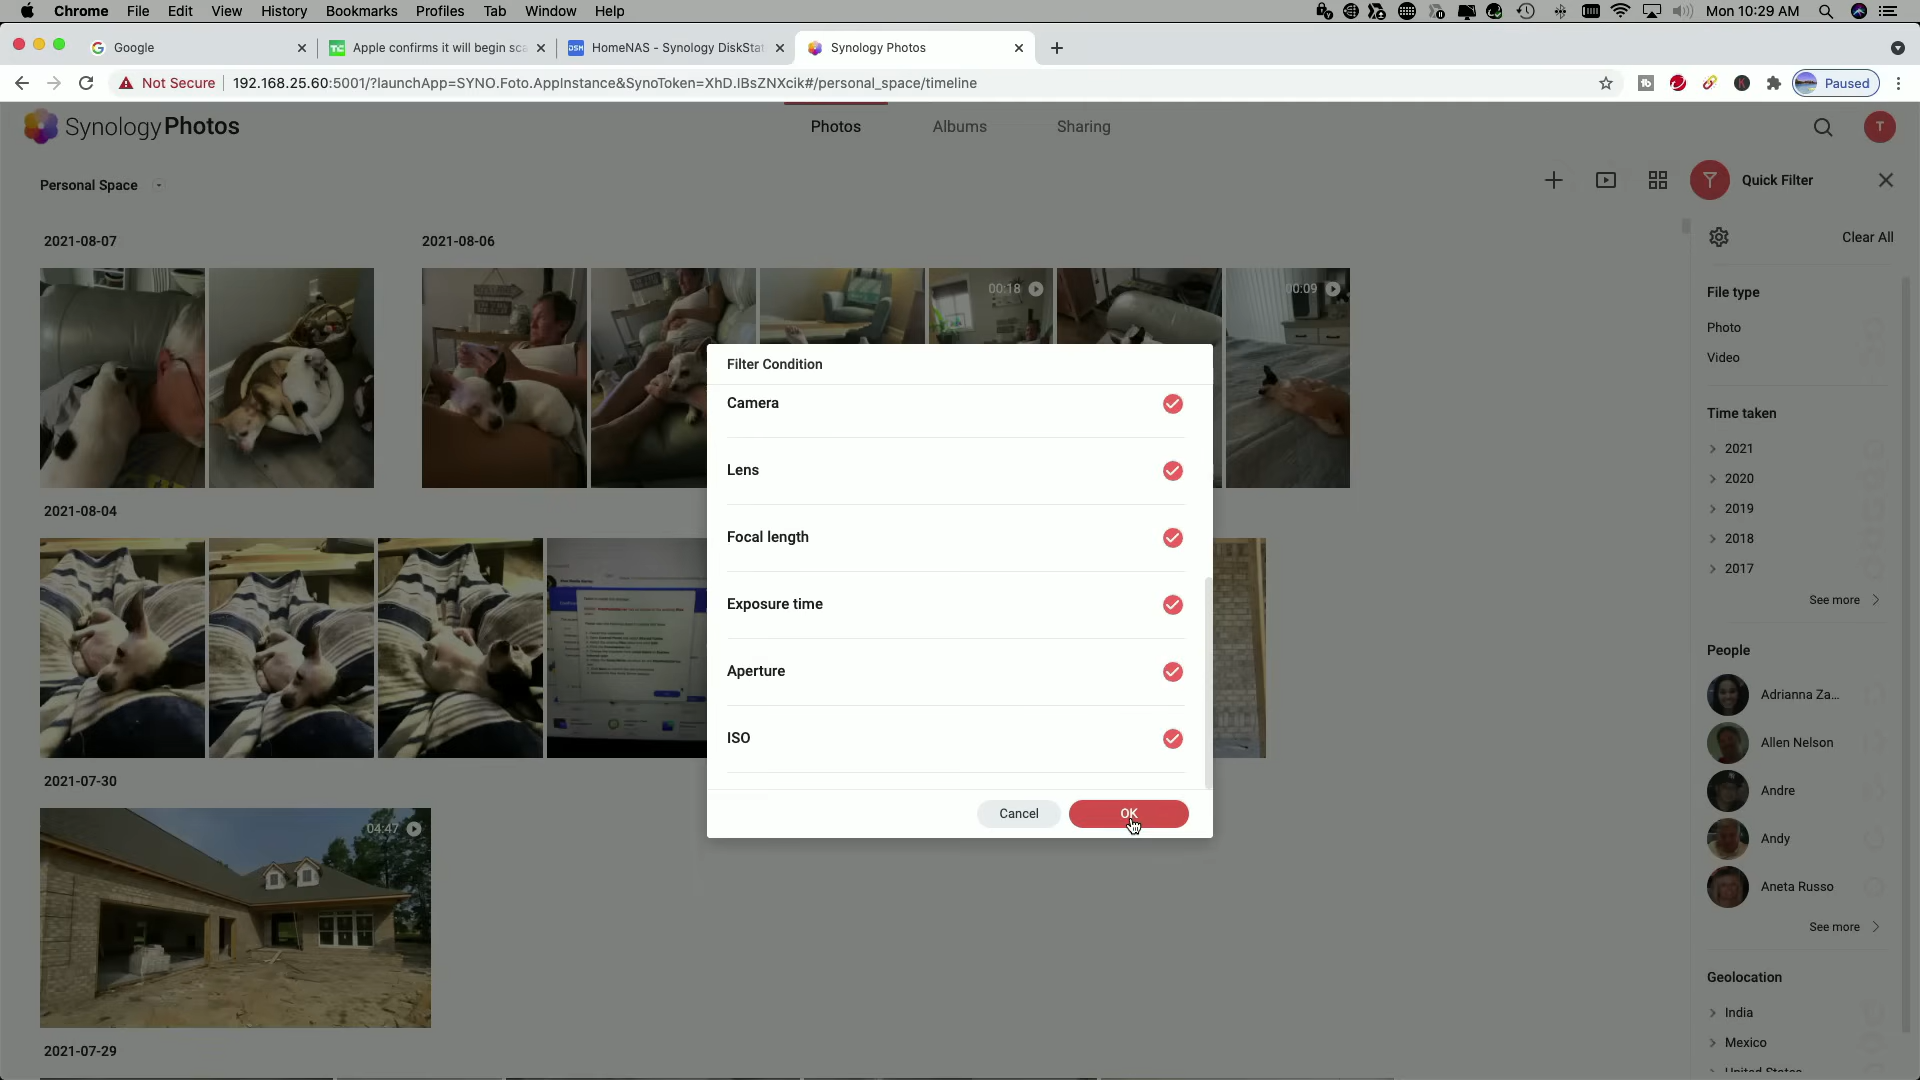 Chrome File Edit View History Bookmarks Profiles Tab Window Help Mon 10:29 AM
Google Apple confirms it will begin sca HomeNAS - Synology DiskStat Synology Photos
Not Secure 192.168.25.60:5001/?launchApp=SYNO.Foto.AppInstance&SynoToken=XhD.IBsZNXcik#/personal_space/timeline Paused
Synology Photos Photos Albums Sharing T
Personal Space Quick Filter
2021-08-07 2021-08-06
Clear All
00:18 00:09
File type
Photo
Video
Filter Condition
Camera
Lens
Focal length
Exposure time
Aperture
ISO
Cancel OK
Time taken
2021
2020
2019
2018
2017
See more
2021-08-04
People
Adrianna Za...
Allen Nelson
Andre
Andy
Aneta Russo
See more
2021-07-30
04:47
Geolocation
India
Mexico
United States
2021-07-29